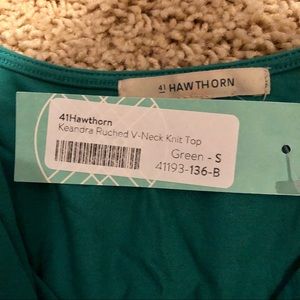 41 HAWTHORN
41Hawthorn
Keandra Ruched V-Neck Knit Top
Green - S
41193-136-B